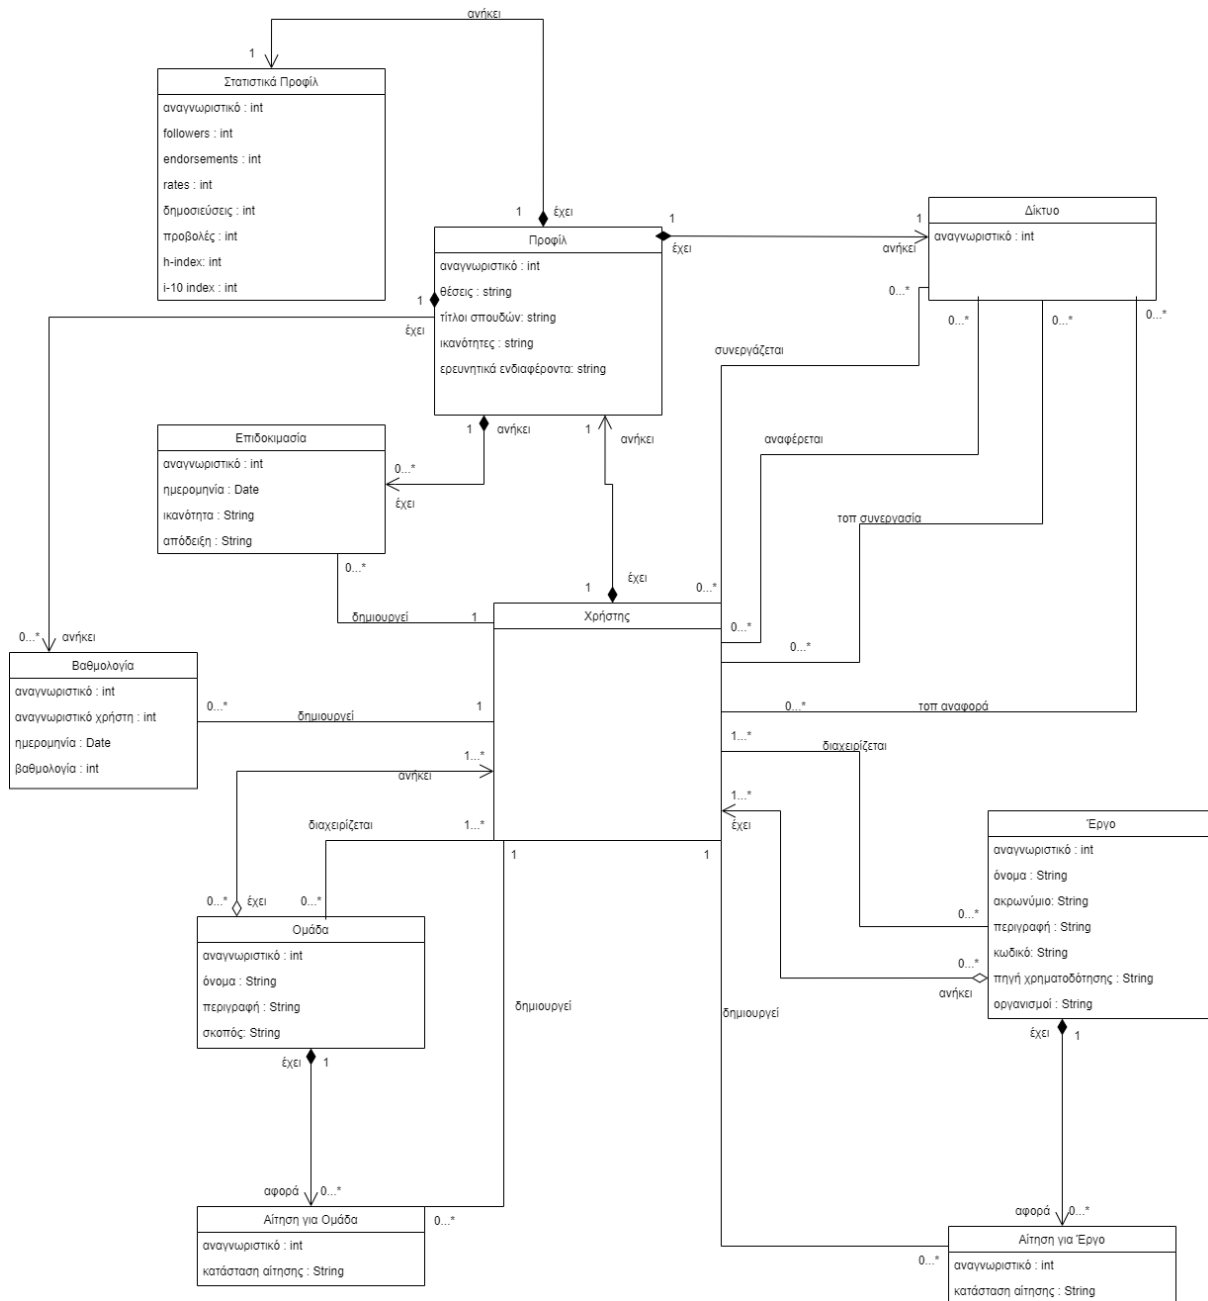 ανήκει
1
Στατιστικά Προφίλ
αναγνωριστικό : int
followers : int
endorsements : int
rates : int
δημοσιεύσεις : int
προβολές : int
h-index: int
i-10 index : int
1
έχει
Προφίλ
αναγνωριστικό : int
θέσεις : string
τίτλοι σπουδών: string
ικανότητες : string
ερευνητικά ενδιαφέροντα: string
1
έχει
1
ανήκει
Δίκτυο
αναγνωριστικό : int
1
έχει
0...*
0...*
0...*
0...*
συνεργάζεται
αναφέρεται
τοπ συνεργασία
1
ανήκει
1
ανήκει
0...*
έχει
Επιδοκιμασία
αναγνωριστικό : int
ημερομηνία : Date
ικανότητα : String
απόδειξη : String
0...*
δημιουργεί
1
1
έχει
0...*
Χρήστης
0...*
0...*
0...*
τοπ αναφορά
0...*
ανήκει
Βαθμολογία
αναγνωριστικό : int
αναγνωριστικό χρήστη : int
ημερομηνία : Date
βαθμολογία : int
0...*
δημιουργεί
1
1...*
ανήκει
1...*
διαχειρίζεται
1...*
έχει
διαχειρίζεται
1...*
1
1
0...*
έχει
0...*
Ομάδα
αναγνωριστικό : int
όνομα : String
περιγραφή : String
σκοπός: String
έχει
1
δημιουργεί
δημιουργεί
Έργο
αναγνωριστικό : int
όνομα : String
ακρωνύμιο: String
περιγραφή : String
κωδικό: String
πηγή χρηματοδότησης : String
οργανισμοί : String
0...*
0...*
ανήκει
έχει
1
αφορά
0...*
Αίτηση για Ομάδα
αναγνωριστικό : int
κατάσταση αίτησης : String
0...*
αφορά
0...*
Αίτηση για Έργο
αναγνωριστικό : int
κατάσταση αίτησης : String
0...*